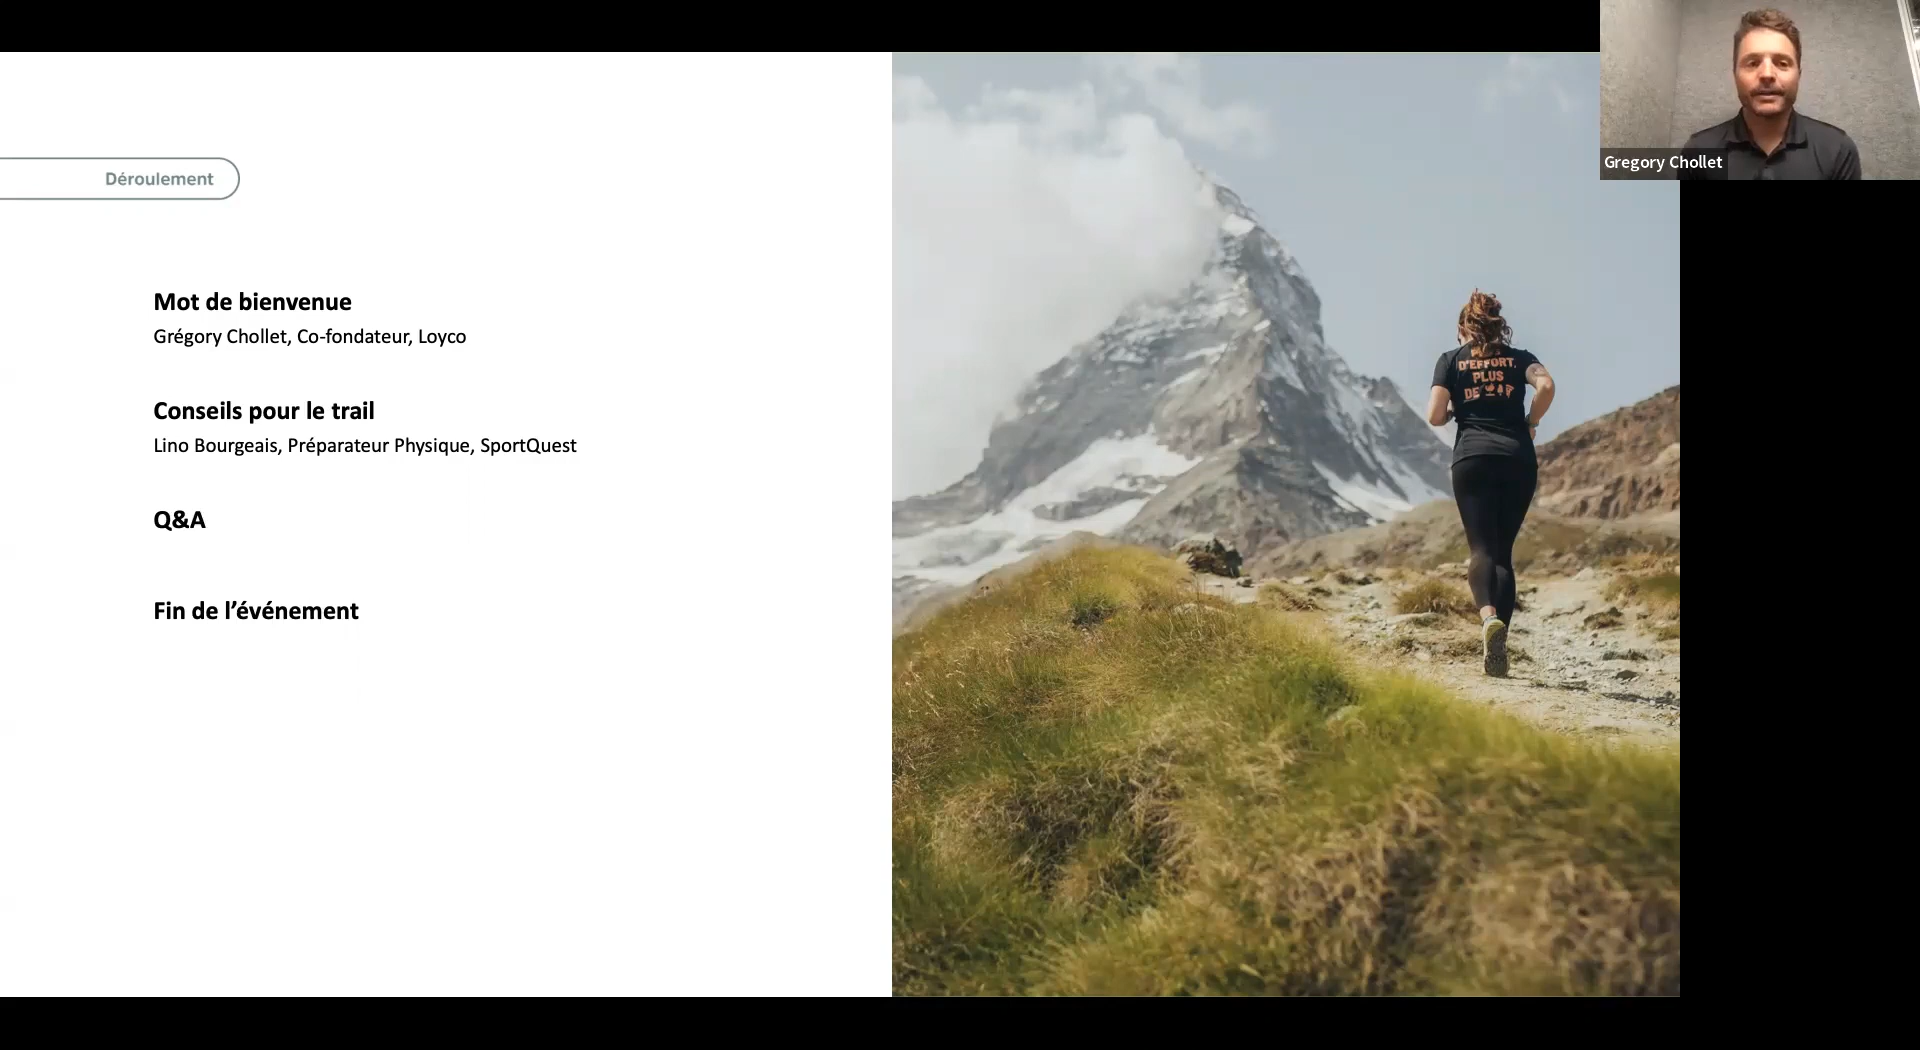 Déroulement
Mot de bienvenue
Grégory Chollet, Co-fondateur, Loyco
Conseils pour le trail
Lino Bourgeais, Préparateur Physique, SportQuest
Q&A
Fin de l’événement
D'EFFORT,
PLUS
DE
Gregory Chollet